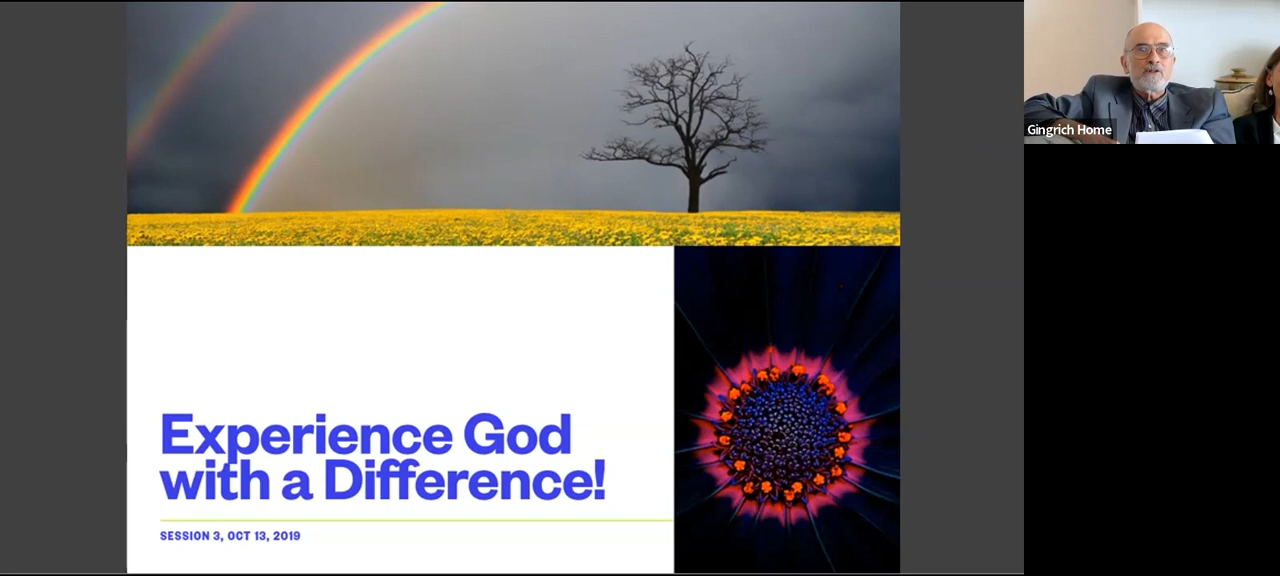 Experience God
with a Difference!
SESSION 3, OCT 13, 2019
Gingrich Home